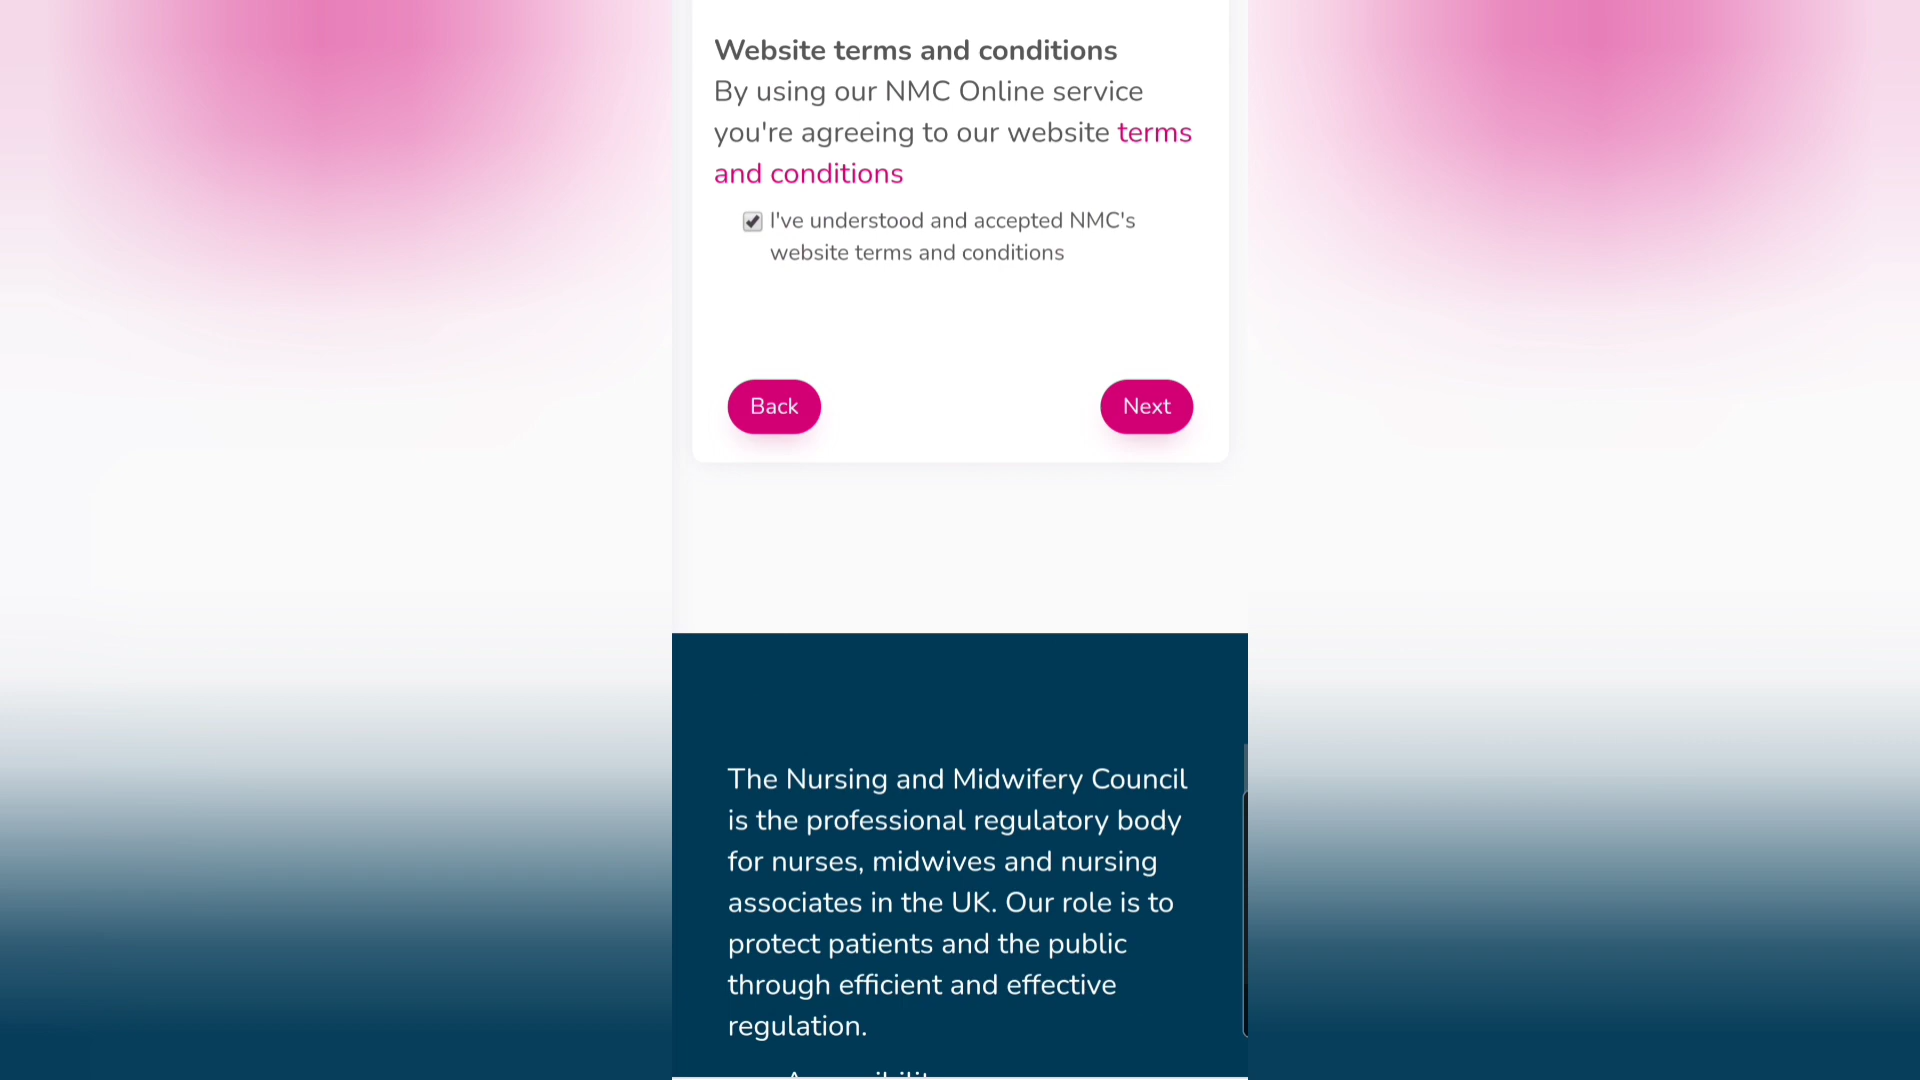 Website terms and conditions
By using our NMC Online service
you're agreeing to our website terms
and conditions
I've understood and accepted NMC's
website terms and conditions
Back
Next
The Nursing and Midwifery Council
is the professional regulatory body
for nurses, midwives and nursing
associates in the UK. Our role is to
protect patients and the public
through efficient and effective
regulation.